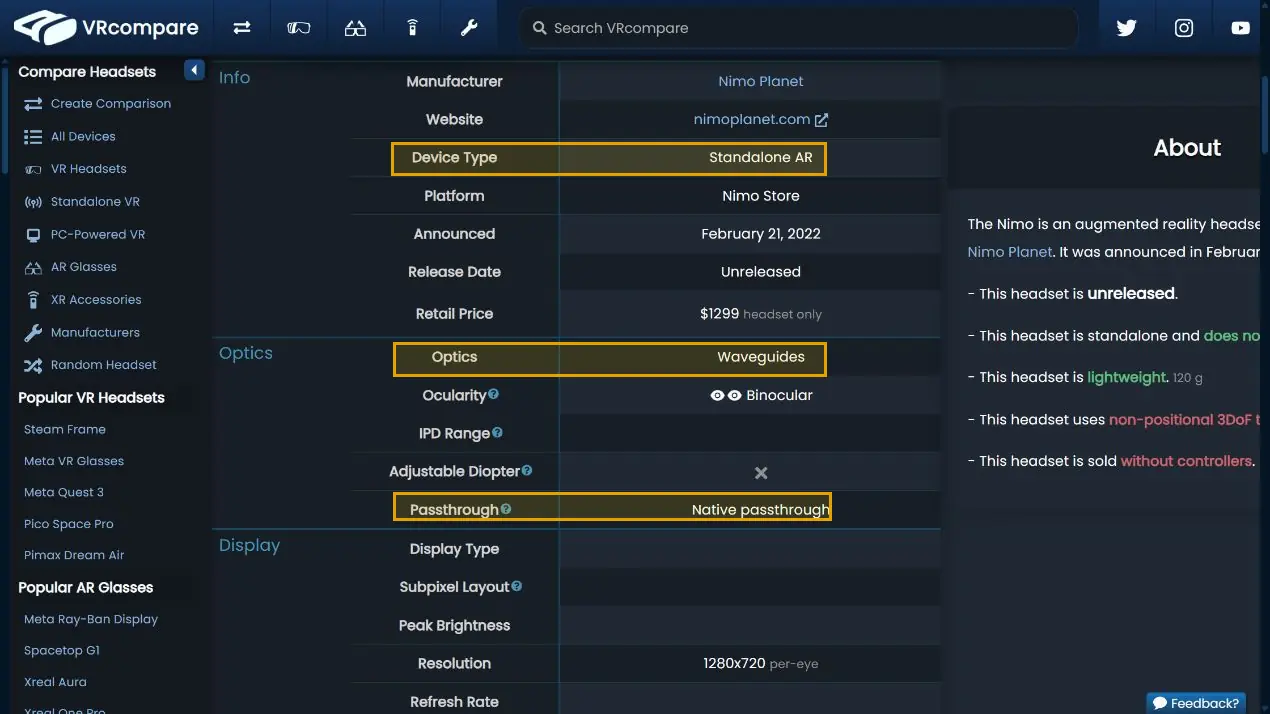 VRcompare
Search VRcompare
Compare Headsets
Create Comparison
All Devices
VR Headsets
Standalone VR
PC-Powered VR
AR Glasses
XR Accessories
Manufacturers
Random Headset
Popular VR Headsets
Steam Frame
Meta VR Glasses
Meta Quest 3
Pico Space Pro
Pimax Dream Air
Popular AR Glasses
Meta Ray-Ban Display
Spacetop G1
Xreal Aura
Xreal One Pro
Info
Manufacturer Nimo Planet
Website nimoplanet.com
Device Type Standalone AR
Platform Nimo Store
Announced February 21, 2022
Release Date Unreleased
Retail Price $1299 headset only
Optics
Optics Waveguides
Ocularity Binocular
IPD Range
Adjustable Diopter
Passthrough Native passthrough
Display
Display Type
Subpixel Layout
Peak Brightness
Resolution 1280x720 per-eye
Refresh Rate
About
The Nimo is an augmented reality headse
Nimo Planet. It was announced in Februar
- This headset is unreleased.
- This headset is standalone and does no
- This headset is lightweight. 120 g
- This headset uses non-positional 3DoF t
- This headset is sold without controllers.
Feedback?